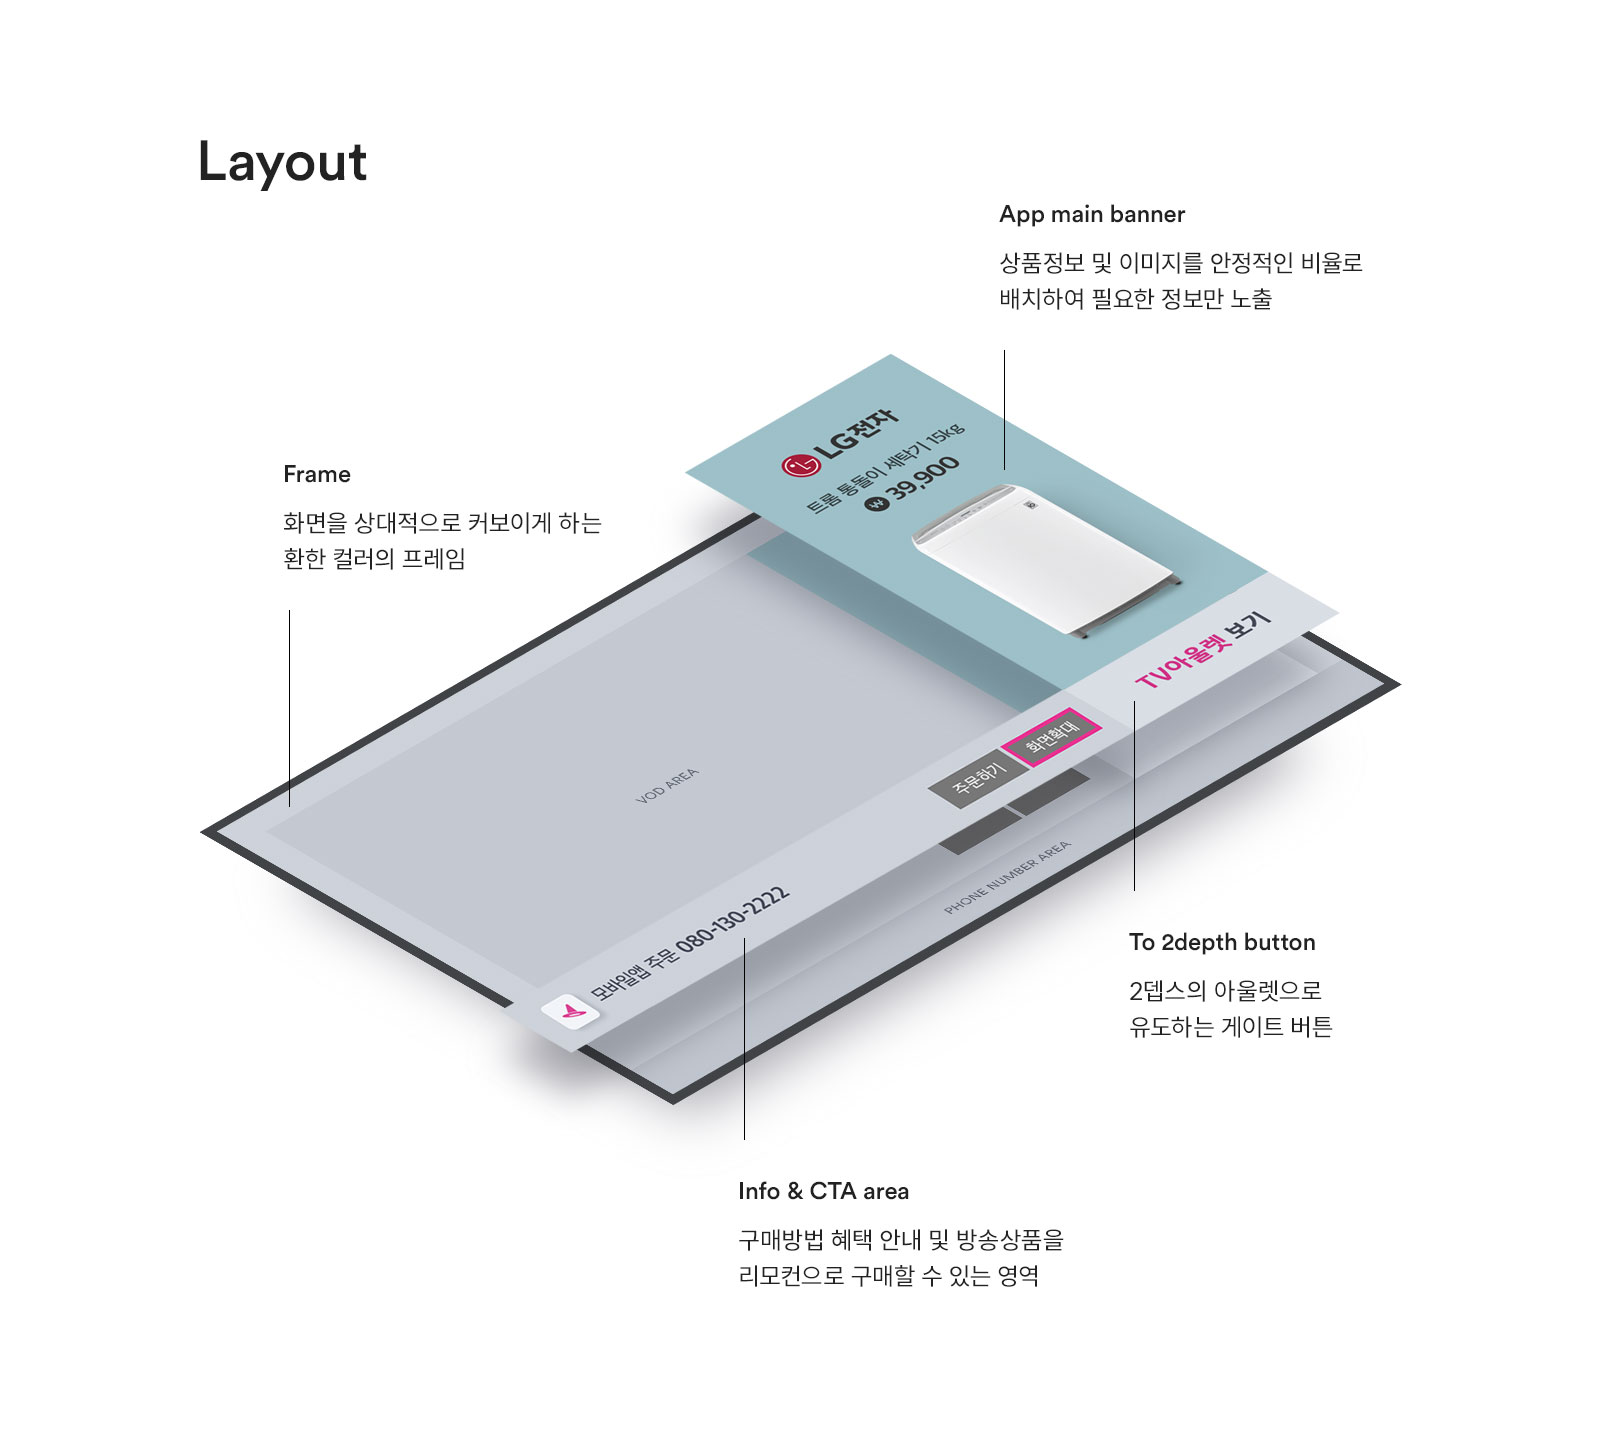 Layout
App main banner
상품정보 및 이미지를 안정적인 비율로
배치하여 필요한 정보만 노출
Frame
화면을 상대적으로 커보이게 하는
환한 컬러의 프레임
LG전자
트롬 통돌이 세탁기 15kg
₩ 39,900
TV아울렛 보기
화면확대
주문하기
VOD AREA
모바일앱 주문 080-130-2222
PHONE NUMBER AREA
To 2depth button
2뎁스의 아울렛으로
유도하는 게이트 버튼
Info & CTA area
구매방법 혜택 안내 및 방송상품을
리모컨으로 구매할 수 있는 영역